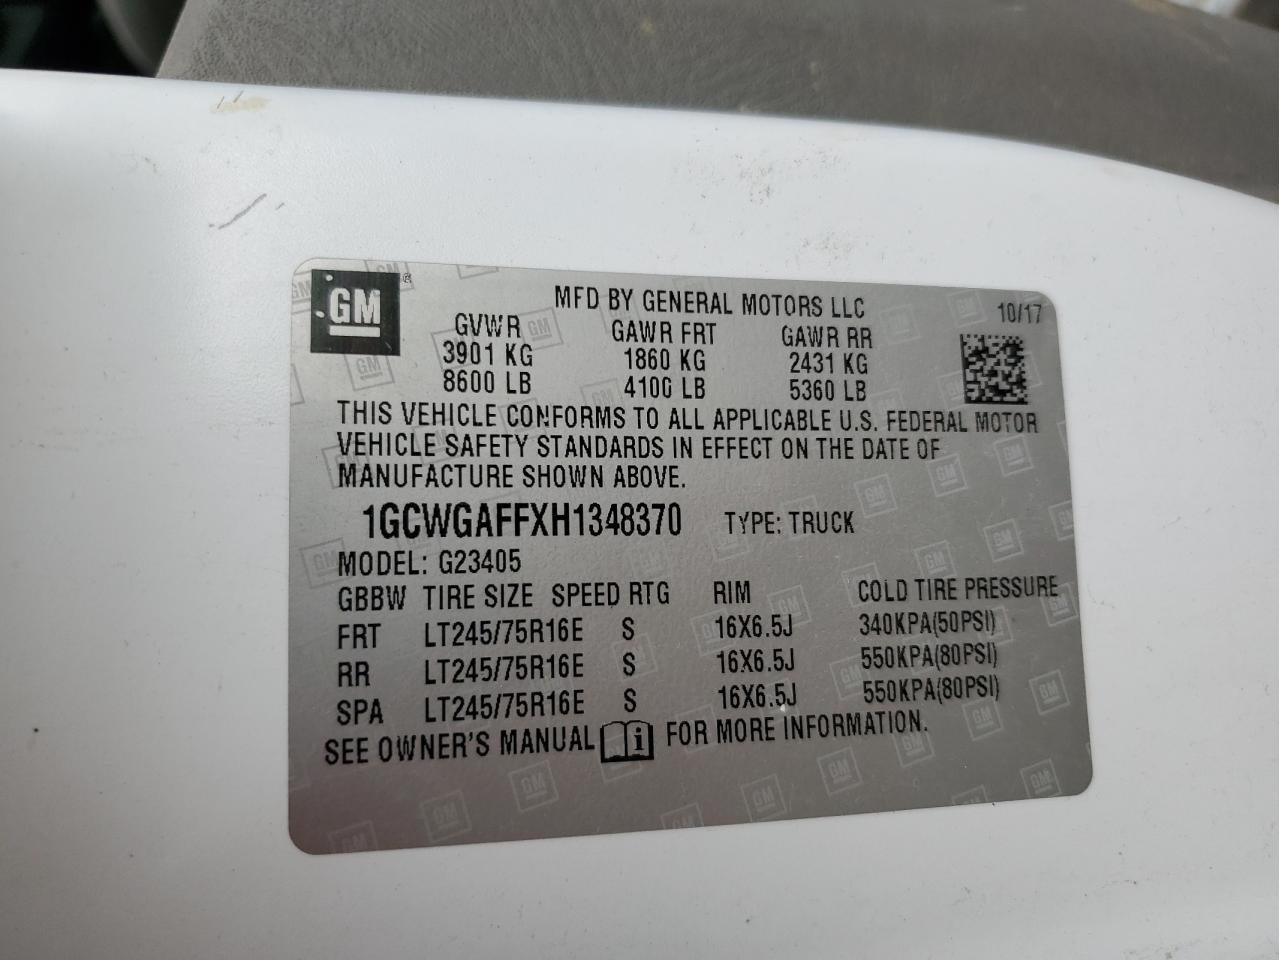 GM®
MFD BY GENERAL MOTORS LLC 10/17
GVWR GAWR FRT GAWR RR
3901 KG 1860 KG 2431 KG
8600 LB 4100 LB 5360 LB
THIS VEHICLE CONFORMS TO ALL APPLICABLE U.S. FEDERAL MOTOR
VEHICLE SAFETY STANDARDS IN EFFECT ON THE DATE OF
MANUFACTURE SHOWN ABOVE.
1GCWGAFFXH1348370 TYPE: TRUCK
MODEL: G23405
GBBW TIRE SIZE SPEED RTG RIM COLD TIRE PRESSURE
FRT LT245/75R16E S 16X6.5J 340KPA(50PSI)
RR LT245/75R16E S 16X6.5J 550KPA(80PSI)
SPA LT245/75R16E S 16X6.5J 550KPA(80PSI)
SEE OWNER'S MANUAL i FOR MORE INFORMATION.